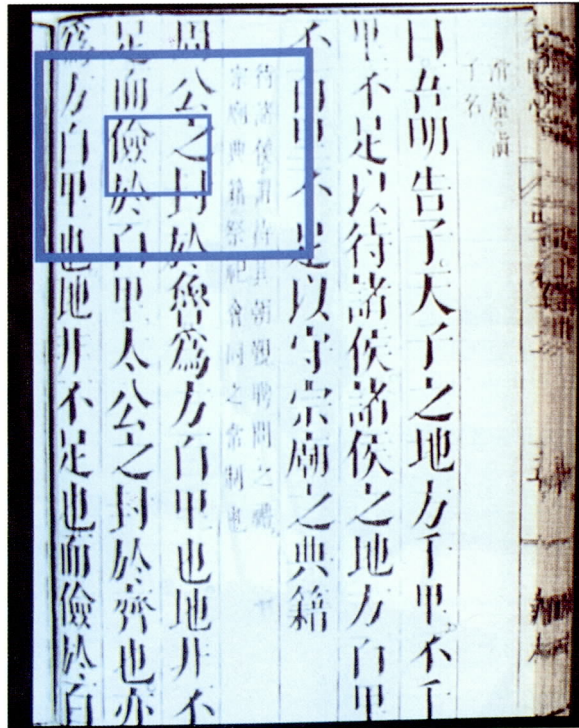 滑釐慎
子名
曰吾明告子天子之地方千里不千
里不足以待諸侯諸侯之地方百里
不百里不足以守宗廟之典籍
待諸侯謂待其朝覲聘問之禮
宗廟典籍祭祀會同之常制也
周公之封於魯爲方百里也地非不
足而儉於百里太公之封於齊也亦
爲方百里也地非不足也而儉於百